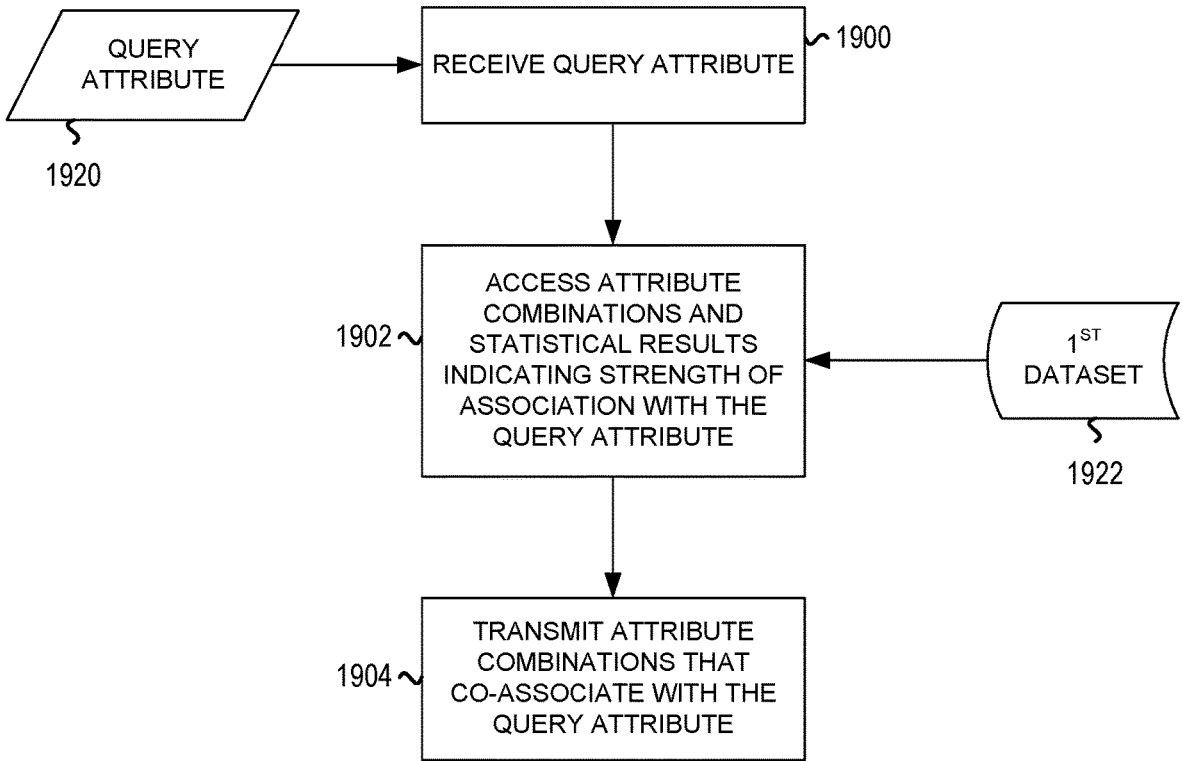 QUERY
ATTRIBUTE
1920
RECEIVE QUERY ATTRIBUTE
1900
1902
ACCESS ATTRIBUTE
COMBINATIONS AND
STATISTICAL RESULTS
INDICATING STRENGTH OF
ASSOCIATION WITH THE
QUERY ATTRIBUTE
1ST
DATASET
1922
1904
TRANSMIT ATTRIBUTE
COMBINATIONS THAT
CO-ASSOCIATE WITH THE
QUERY ATTRIBUTE